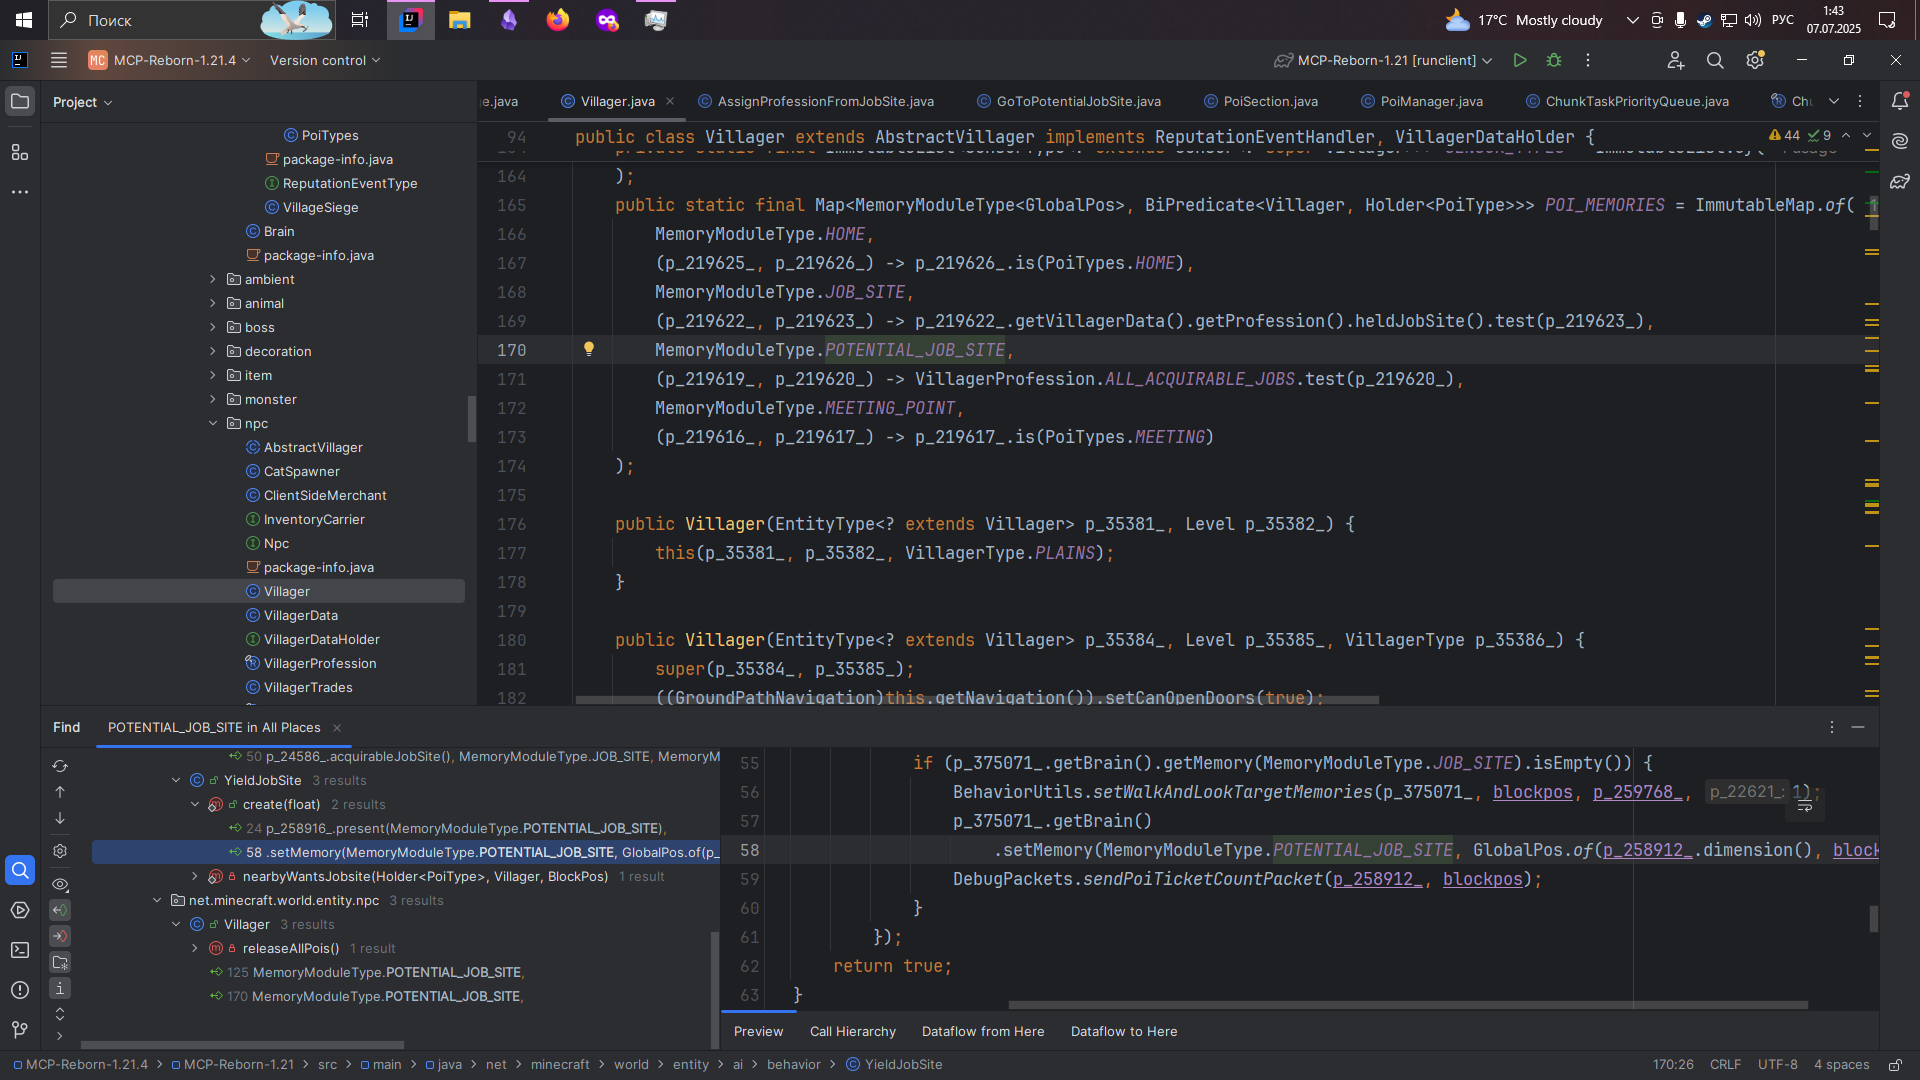 Поиск
17°C Mostly cloudy
РУС
1:43
07.07.2025
MC MCP-Reborn-1.21.4
Version control
MCP-Reborn-1.21 [runclient]
Project
e.java
Villager.java
AssignProfessionFromJobSite.java
GoToPotentialJobSite.java
PoiSection.java
PoiManager.java
ChunkTaskPriorityQueue.java
PoiTypes
package-info.java
ReputationEventType
VillageSiege
Brain
package-info.java
ambient
animal
boss
decoration
item
monster
npc
AbstractVillager
CatSpawner
ClientSideMerchant
InventoryCarrier
Npc
package-info.java
Villager
VillagerData
VillagerDataHolder
VillagerProfession
VillagerTrades
94 public class Villager extends AbstractVillager implements ReputationEventHandler, VillagerDataHolder {
44 9
164 );
165 public static final Map<MemoryModuleType<GlobalPos>, BiPredicate<Villager, Holder<PoiType>>> POI_MEMORIES = ImmutableMap.of(
166 MemoryModuleType.HOME,
167 (p_219625_, p_219626_) -> p_219626_.is(PoiTypes.HOME),
168 MemoryModuleType.JOB_SITE,
169 (p_219622_, p_219623_) -> p_219622_.getVillagerData().getProfession().heldJobSite().test(p_219623_),
170 MemoryModuleType.POTENTIAL_JOB_SITE,
171 (p_219619_, p_219620_) -> VillagerProfession.ALL_ACQUIRABLE_JOBS.test(p_219620_),
172 MemoryModuleType.MEETING_POINT,
173 (p_219616_, p_219617_) -> p_219617_.is(PoiTypes.MEETING)
174 );
175
176 public Villager(EntityType<? extends Villager> p_35381_, Level p_35382_) {
177 this(p_35381_, p_35382_, VillagerType.PLAINS);
178 }
179
180 public Villager(EntityType<? extends Villager> p_35384_, Level p_35385_, VillagerType p_35386_) {
181 super(p_35384_, p_35385_);
182 ((GroundPathNavigation)this.getNavigation()).setCanOpenDoors(true);
Find
POTENTIAL_JOB_SITE in All Places
50 p_24586_.acquirableJobSite(), MemoryModuleType.JOB_SITE, MemoryM
YieldJobSite 3 results
create(float) 2 results
24 p_258916_.present(MemoryModuleType.POTENTIAL_JOB_SITE),
58 .setMemory(MemoryModuleType.POTENTIAL_JOB_SITE, GlobalPos.of(p_
nearbyWantsJobsite(Holder<PoiType>, Villager, BlockPos) 1 result
net.minecraft.world.entity.npc 3 results
Villager 3 results
releaseAllPois() 1 result
125 MemoryModuleType.POTENTIAL_JOB_SITE,
170 MemoryModuleType.POTENTIAL_JOB_SITE,
55 if (p_375071_.getBrain().getMemory(MemoryModuleType.JOB_SITE).isEmpty()) {
56 BehaviorUtils.setWalkAndLookTargetMemories(p_375071_, blockpos, p_259768_, p_22621_: 1);
57 p_375071_.getBrain()
58 .setMemory(MemoryModuleType.POTENTIAL_JOB_SITE, GlobalPos.of(p_258912_.dimension(), block
59 DebugPackets.sendPoiTicketCountPacket(p_258912_, blockpos);
60 }
61 });
62 return true;
63 }
Preview
Call Hierarchy
Dataflow from Here
Dataflow to Here
MCP-Reborn-1.21.4 > MCP-Reborn-1.21 > src > main > java > net > minecraft > world > entity > ai > behavior > YieldJobSite
170:26 CRLF UTF-8 4 spaces